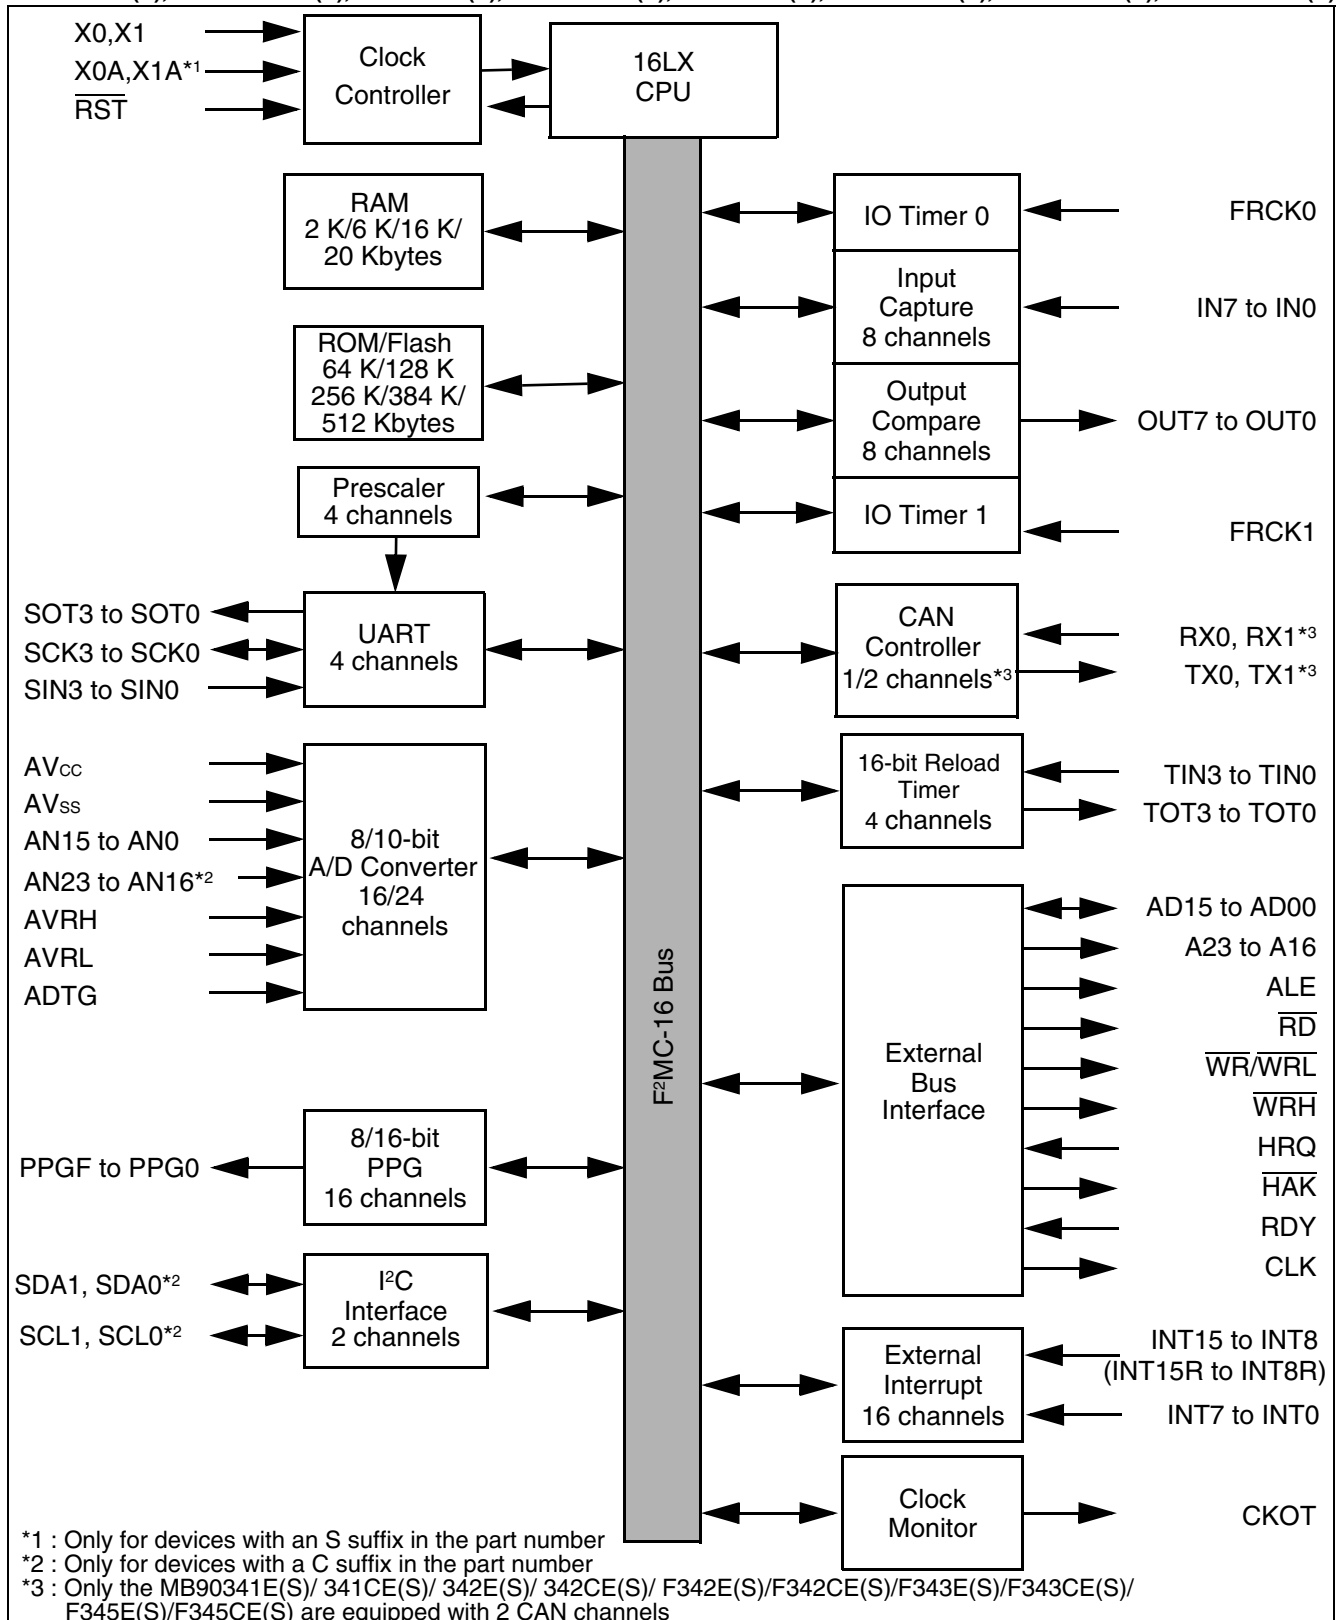 X0,X1
X0A,X1A*1
RST
Clock
Controller
16LX
CPU
RAM
2 K/6 K/16 K/
20 Kbytes
ROM/Flash
64 K/128 K
256 K/384 K/
512 Kbytes
Prescaler
4 channels
SOT3 to SOT0
SCK3 to SCK0
SIN3 to SIN0
UART
4 channels
AVCC
AVSS
AN15 to AN0
AN23 to AN16*2
AVRH
AVRL
ADTG
8/10-bit
A/D Converter
16/24
channels
PPGF to PPG0
8/16-bit
PPG
16 channels
SDA1, SDA0*2
SCL1, SCL0*2
I²C
Interface
2 channels
F²MC-16 Bus
IO Timer 0
FRCK0
Input
Capture
8 channels
IN7 to IN0
Output
Compare
8 channels
OUT7 to OUT0
IO Timer 1
FRCK1
CAN
Controller
1/2 channels*3
RX0, RX1*3
TX0, TX1*3
16-bit Reload
Timer
4 channels
TIN3 to TIN0
TOT3 to TOT0
External
Bus
Interface
AD15 to AD00
A23 to A16
ALE
RD
WR/WRL
WRH
HRQ
HAK
RDY
CLK
External
Interrupt
16 channels
INT15 to INT8
(INT15R to INT8R)
INT7 to INT0
Clock
Monitor
CKOT
*1 : Only for devices with an S suffix in the part number
*2 : Only for devices with a C suffix in the part number
*3 : Only the MB90341E(S)/ 341CE(S)/ 342E(S)/ 342CE(S)/ F342E(S)/F342CE(S)/F343E(S)/F343CE(S)/
F345E(S)/F345CE(S) are equipped with 2 CAN channels